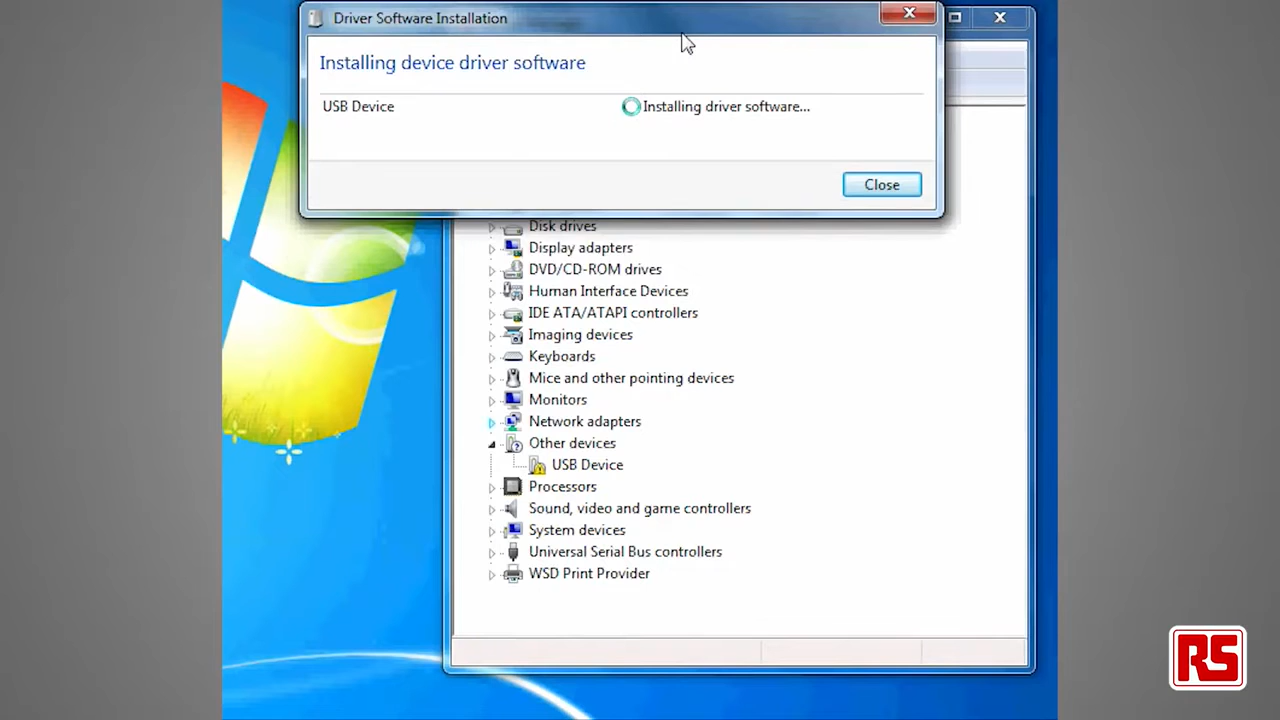 Driver Software Installation
Installing device driver software
USB Device
Installing driver software...
Close
Disk drives
Display adapters
DVD/CD-ROM drives
Human Interface Devices
IDE ATA/ATAPI controllers
Imaging devices
Keyboards
Mice and other pointing devices
Monitors
Network adapters
Other devices
USB Device
Processors
Sound, video and game controllers
System devices
Universal Serial Bus controllers
WSD Print Provider
RS